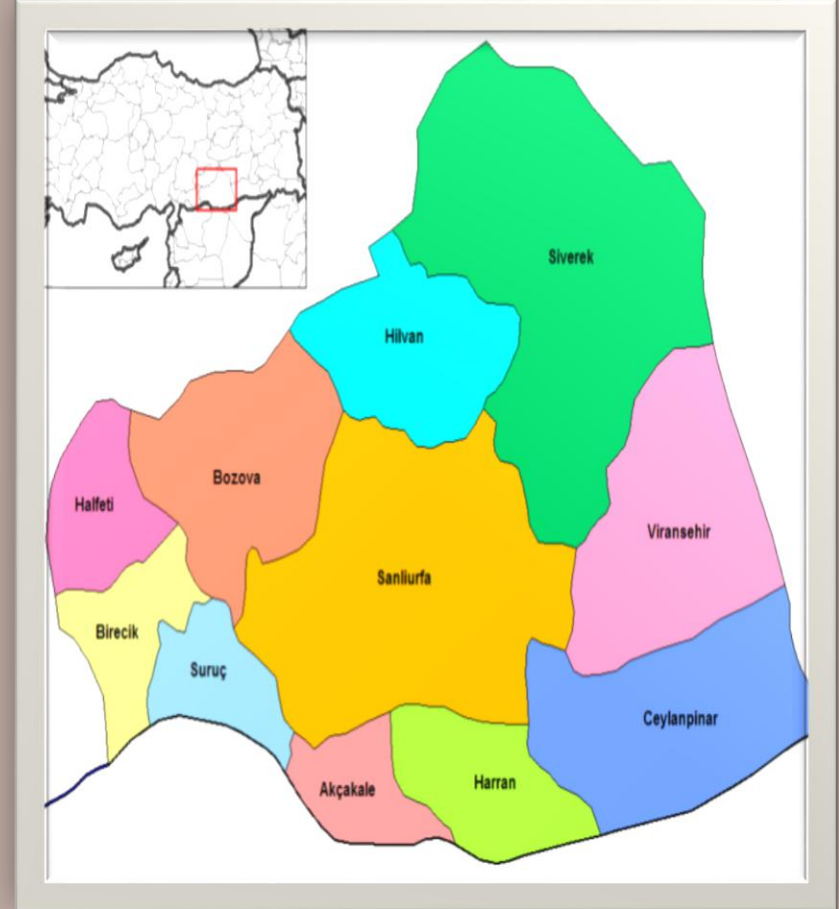 Siverek
Hilvan
Bozova
Halfeti
Viransehir
Sanliurfa
Birecik
Suruç
Ceylanpinar
Akçakale
Harran